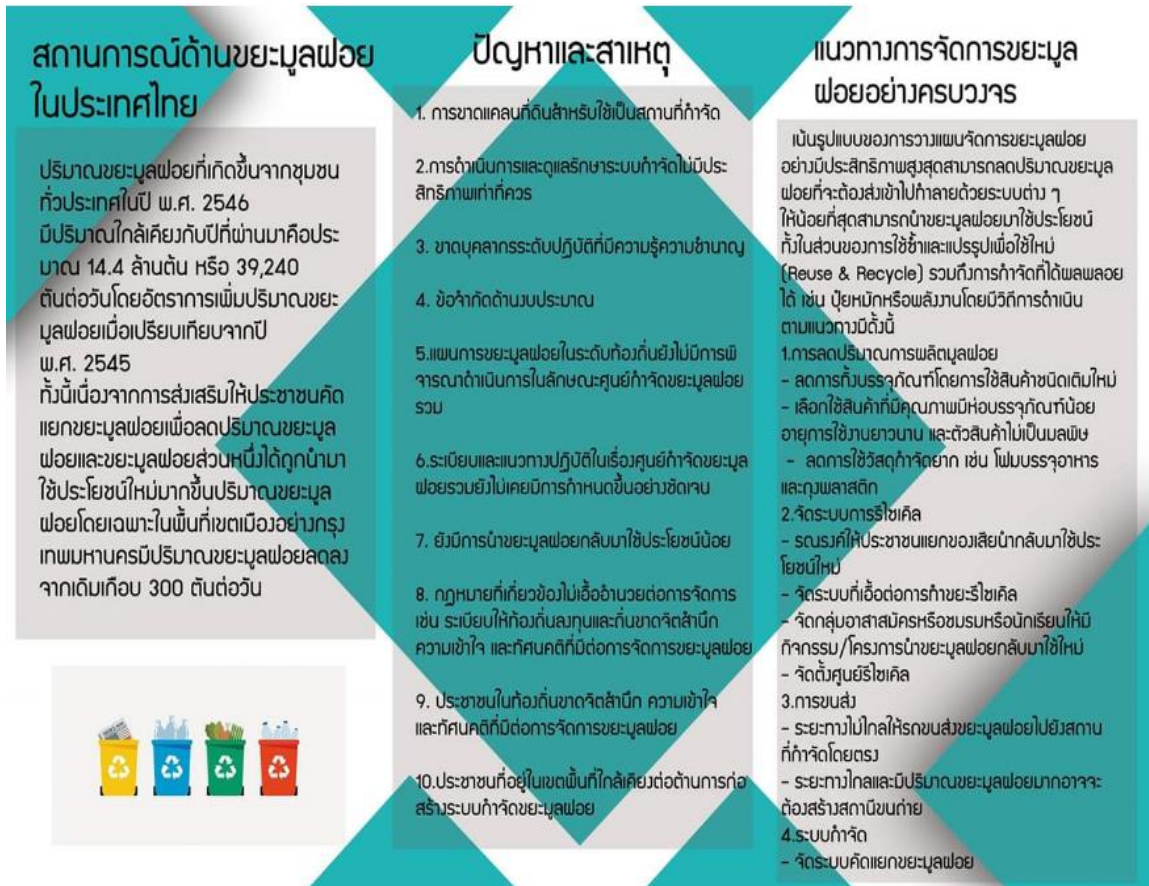 สถานการณ์ด้านขยะมูลฝอย
ในประเทศไทย
ปริมาณขยะมูลฝอยที่เกิดขึ้นจากชุมชน
ทั่วประเทศในปี พ.ศ. 2546
มีปริมาณใกล้เคียงกับปีที่ผ่านมาคือประ
มาณ 14.4 ล้านตัน หรือ 39,240
ตันต่อวันโดยอัตราการเพิ่มปริมาณขยะ
มูลฝอยเมื่อเปรียบเทียบจากปี
พ.ศ. 2545
ทั้งนี้เนื่องจากการส่งเสริมให้ประชาชนคัด
แยกขยะมูลฝอยเพื่อลดปริมาณขยะมูล
ฝอยและขยะมูลฝอยส่วนหนึ่งได้ถูกนำมา
ใช้ประโยชน์ใหม่มากขึ้นปริมาณขยะมูล
ฝอยโดยเฉพาะในพื้นที่เขตเมืองอย่างกรุง
เทพมหานครมีปริมาณขยะมูลฝอยลดลง
จากเดิมเกือบ 300 ตันต่อวัน
ปัญหาและสาเหตุ
1. การขาดแคลนที่ดินสำหรับใช้เป็นสถานที่กำจัด
2.การดำเนินการและดูแลรักษาระบบกำจัดไม่มีประ
สิทธิภาพเท่าที่ควร
3. ขาดบุคลากรระดับปฏิบัติที่มีความรู้ความชำนาญ
4. ข้อจำกัดด้านงบประมาณ
5.แผนการขยะมูลฝอยในระดับท้องถิ่นยังไม่มีการพิ
จารณาดำเนินการในลักษณะศูนย์กำจัดขยะมูลฝอย
รวม
6.ระเบียบและแนวทางปฏิบัติในเรื่องศูนย์กำจัดขยะมูล
ฝอยรวมยังไม่เคยมีการกำหนดขึ้นอย่างชัดเจน
7. ยังมีการนำขยะมูลฝอยกลับมาใช้ประโยชน์น้อย
8. กฎหมายที่เกี่ยวข้องไม่เอื้ออำนวยต่อการจัดการ
เช่น ระเบียบให้ท้องถิ่นลงทุนและถิ่นขาดจิตสำนึก
ความเข้าใจ และทัศนคติที่มีต่อการจัดการขยะมูลฝอย
9. ประชาชนในท้องถิ่นขาดจิตสำนึก ความเข้าใจ
และทัศนคติที่มีต่อการจัดการขยะมูลฝอย
10.ประชาชนที่อยู่ในเขตพื้นที่ใกล้เคียงต่อต้านการก่อ
สร้างระบบกำจัดขยะมูลฝอย
แนวทางการจัดการขยะมูล
ฝอยอย่างครบวงจร
เน้นรูปแบบของการวางแผนจัดการขยะมูลฝอย
อย่างมีประสิทธิภาพสูงสุดสามารถลดปริมาณขยะมูล
ฝอยที่จะต้องส่งเข้าไปทำลายด้วยระบบต่าง ๆ
ให้น้อยที่สุดสามารถนำขยะมูลฝอยมาใช้ประโยชน์
ทั้งในส่วนของการใช้ซ้ำและแปรรูปเพื่อใช้ใหม่
(Reuse & Recycle) รวมถึงการกำจัดที่ได้ผลพลอย
ได้ เช่น ปุ๋ยหมักหรือพลังงานโดยมีวิธีการดำเนิน
ตามแนวทางมีดั้งนี้
1.การลดปริมาณการผลิตมูลฝอย
- ลดการทิ้งบรรจุภัณฑ์โดยการใช้สินค้าชนิดเติมใหม่
- เลือกใช้สินค้าที่มีคุณภาพมีห่อบรรจุภัณฑ์น้อย
อายุการใช้งานยาวนาน และตัวสินค้าไม่เป็นมลพิษ
- ลดการใช้วัสดุกำจัดยาก เช่น โฟมบรรจุอาหาร
และถุงพลาสติก
2.จัดระบบการรีไซเคิล
- รณรงค์ให้ประชาชนแยกของเสียนำกลับมาใช้ประ
โยชน์ใหม่
- จัดระบบที่เอื้อต่อการทำขยะรีไซเคิล
- จัดกลุ่มอาสาสมัครหรือชมรมหรือนักเรียนให้มี
กิจกรรม/โครงการนำขยะมูลฝอยกลับมาใช้ใหม่
- จัดตั้งศูนย์รีไซเคิล
3.การขนส่ง
- ระยะทางไม่ไกลให้รถขนส่งขยะมูลฝอยไปยังสถาน
ที่กำจัดโดยตรง
- ระยะทางไกลและมีปริมาณขยะมูลฝอยมากอาจจะ
ต้องสร้างสถานีขนถ่าย
4.ระบบกำจัด
- จัดระบบคัดแยกขยะมูลฝอย